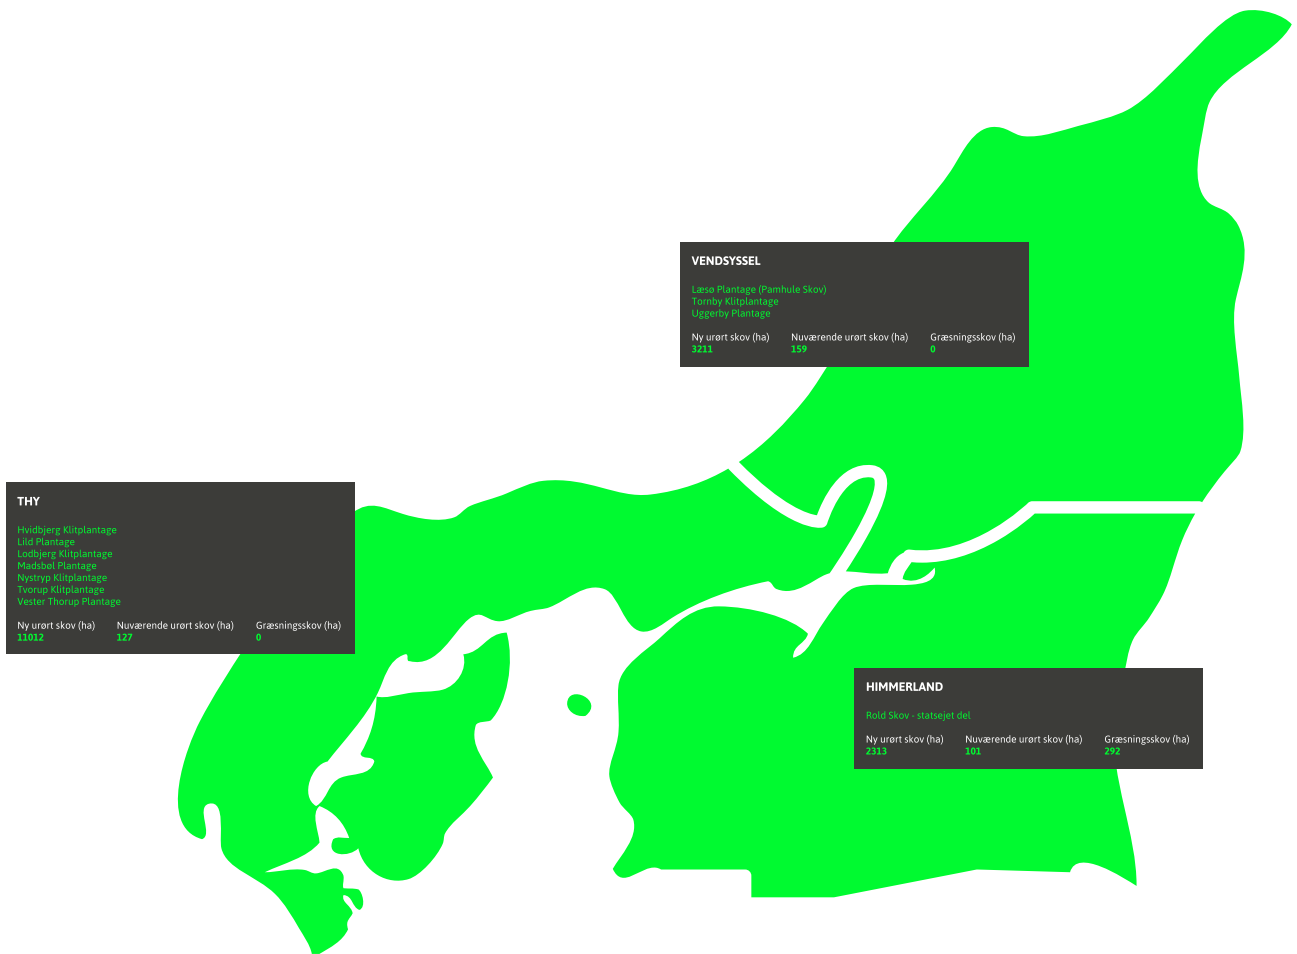 VENDSYSSEL
Læsø Plantage (Pamhule Skov)
Tornby Klitplantage
Uggerby Plantage
Ny urørt skov (ha) Nuværende urørt skov (ha) Græsningsskov (ha)
3211 159 0
THY
Hvidbjerg Klitplantage
Lild Plantage
Lodbjerg Klitplantage
Madsbøl Plantage
Nystryp Klitplantage
Tvorup Klitplantage
Vester Thorup Plantage
Ny urørt skov (ha) Nuværende urørt skov (ha) Græsningsskov (ha)
11012 127 0
HIMMERLAND
Rold Skov - statsejet del
Ny urørt skov (ha) Nuværende urørt skov (ha) Græsningsskov (ha)
2313 101 292